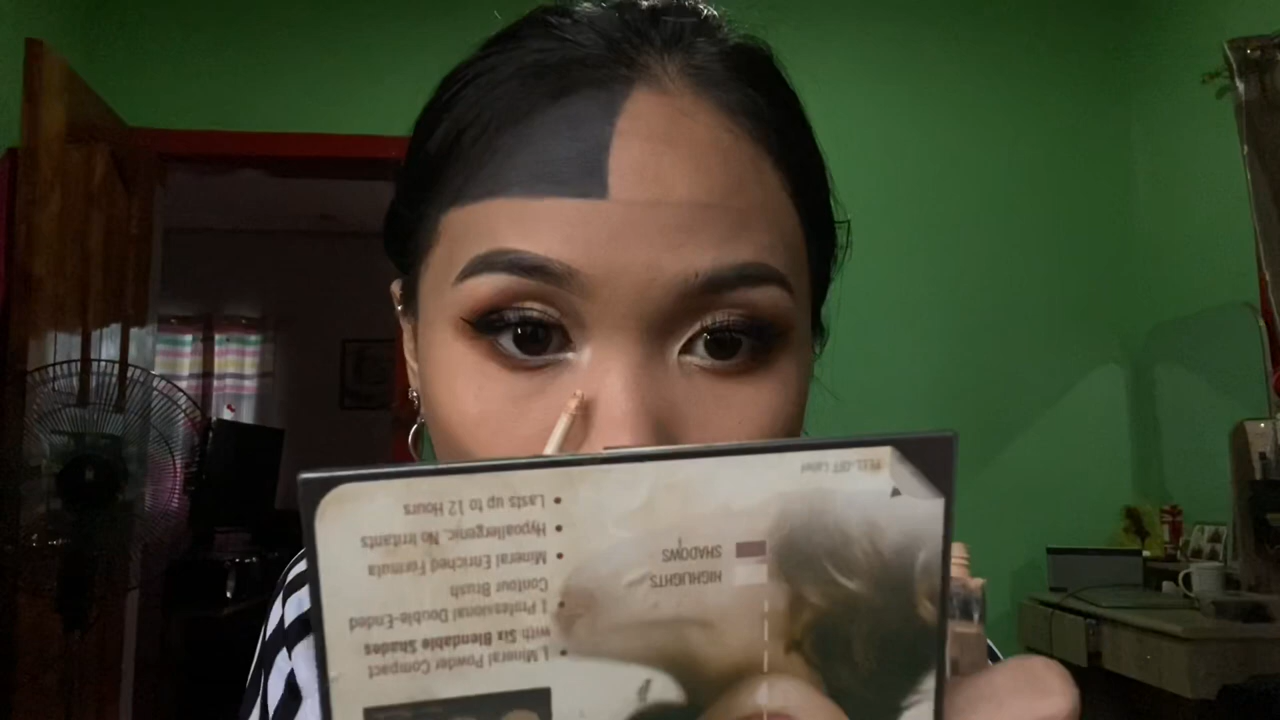 HIGHLIGHTS
SHADOWS
PEEL-OFF Label
• 1 Mineral Powder Compact
with Six Blendable Shades
• 1 Professional Double-Ended
Contour Brush
• Mineral Enriched Formula
• Hypoallergenic, No Irritants
• Lasts up to 12 Hours